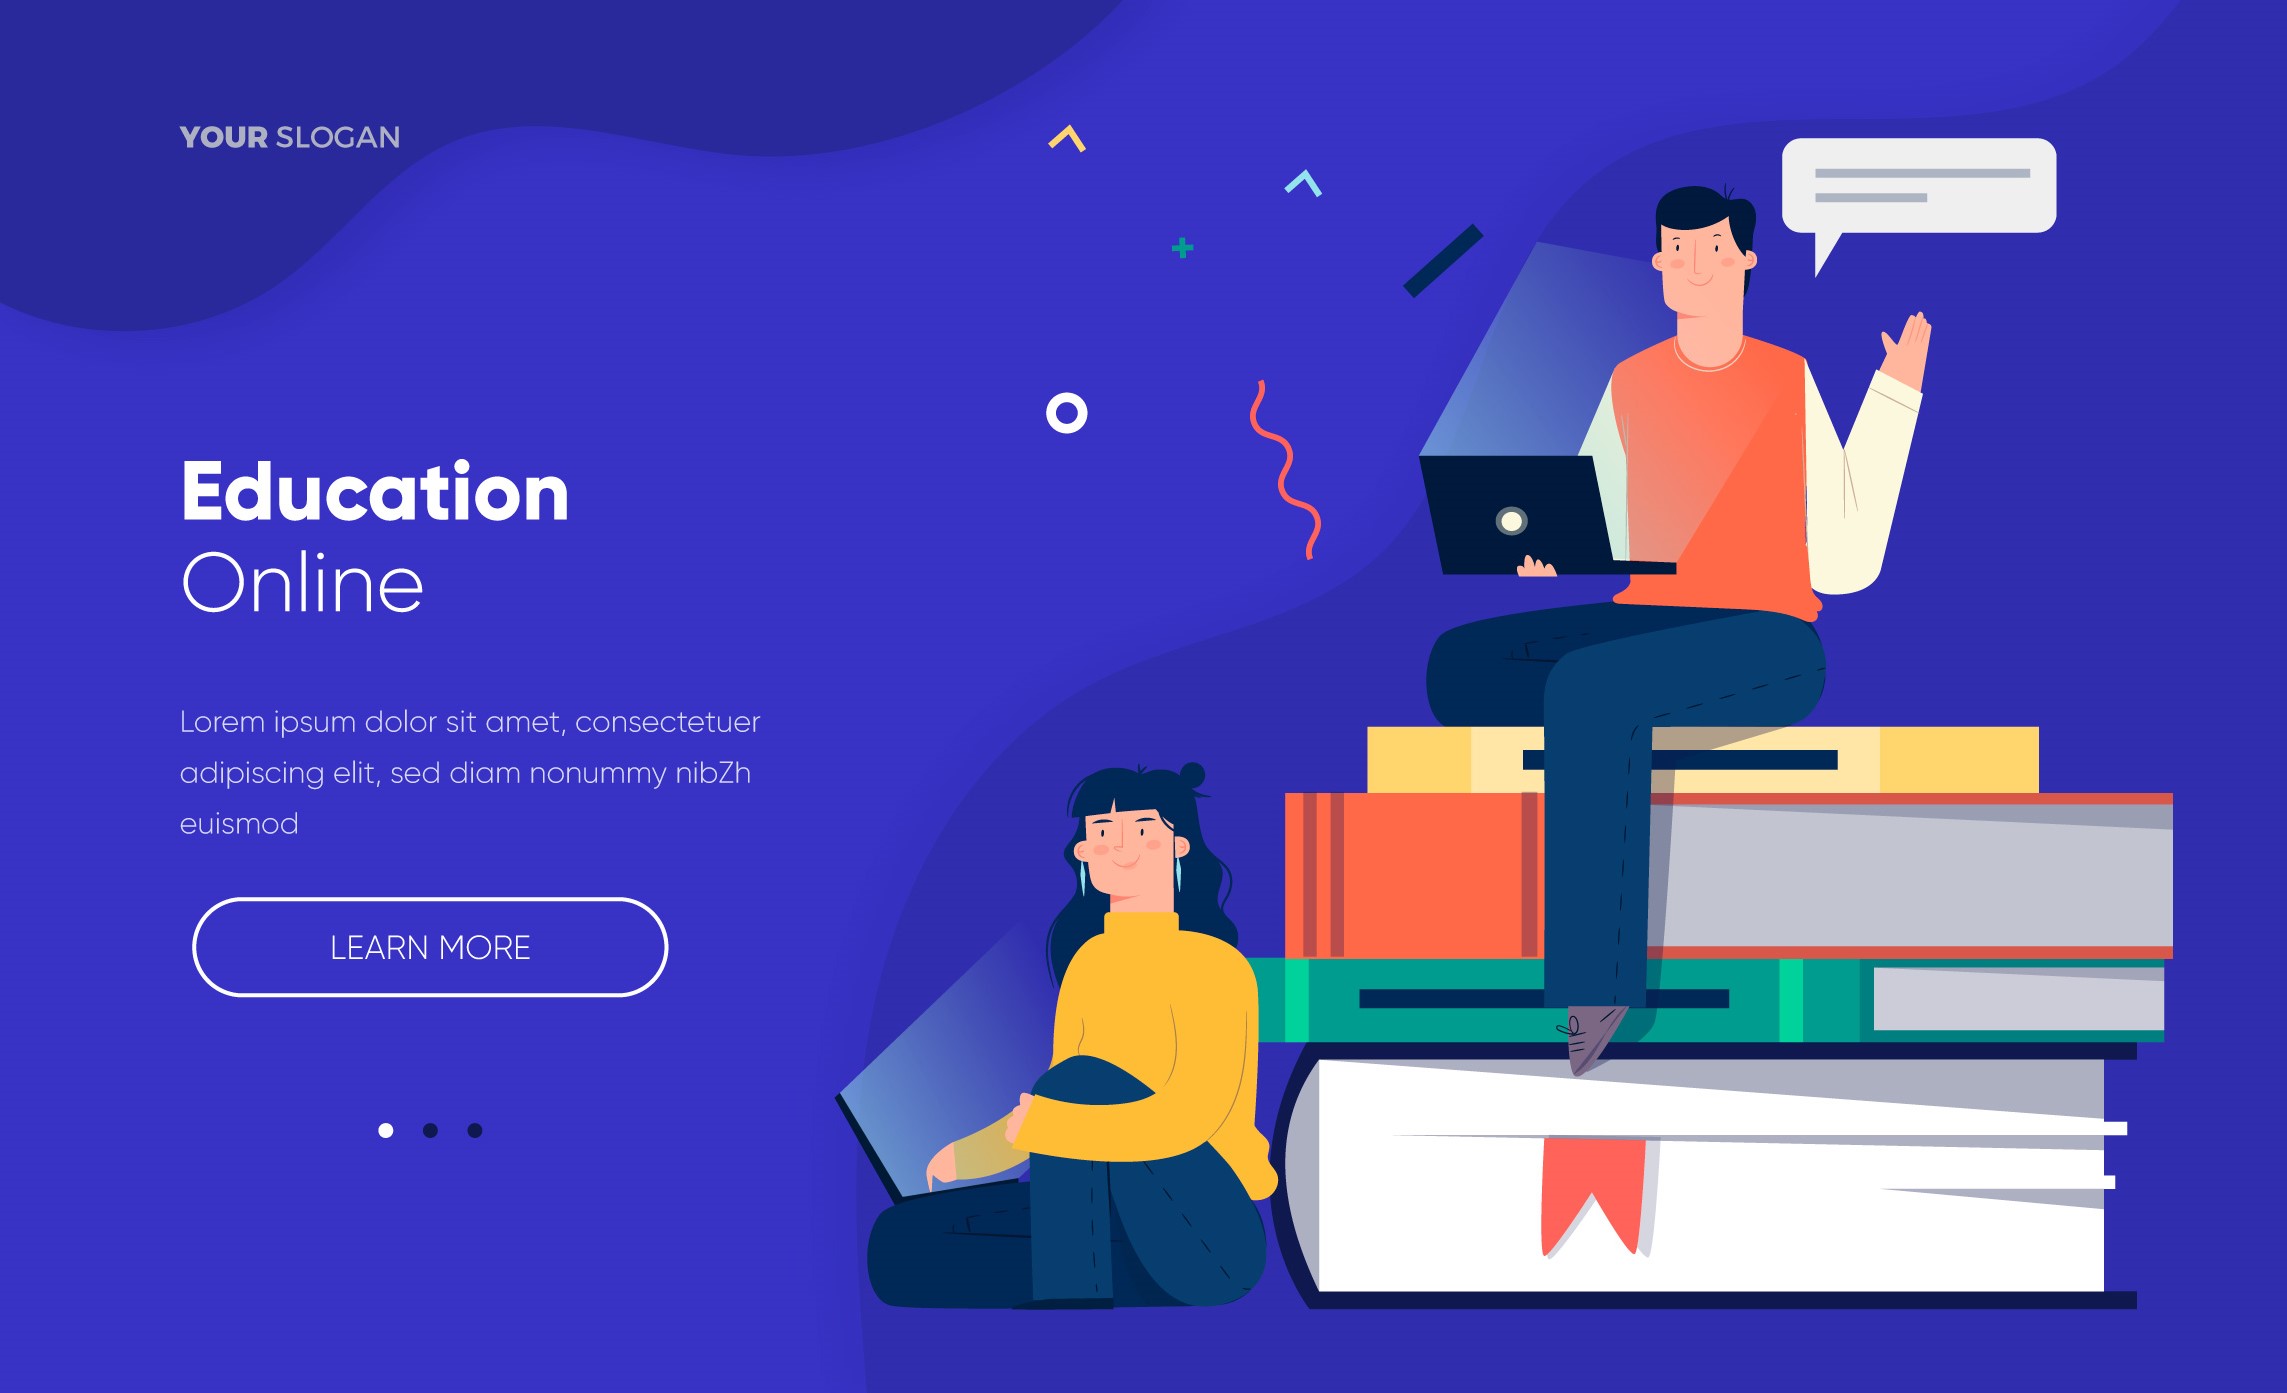 YOUR SLOGAN
Education
Online
Lorem ipsum dolor sit amet, consectetuer
adipiscing elit, sed diam nonummy nibZh
euismod
LEARN MORE